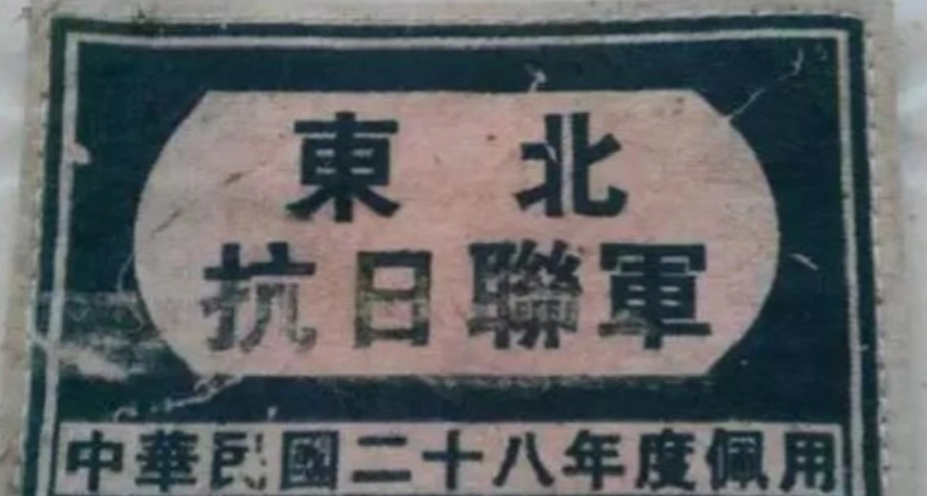 東北
抗日聯軍
中華民國二十八年度佩用